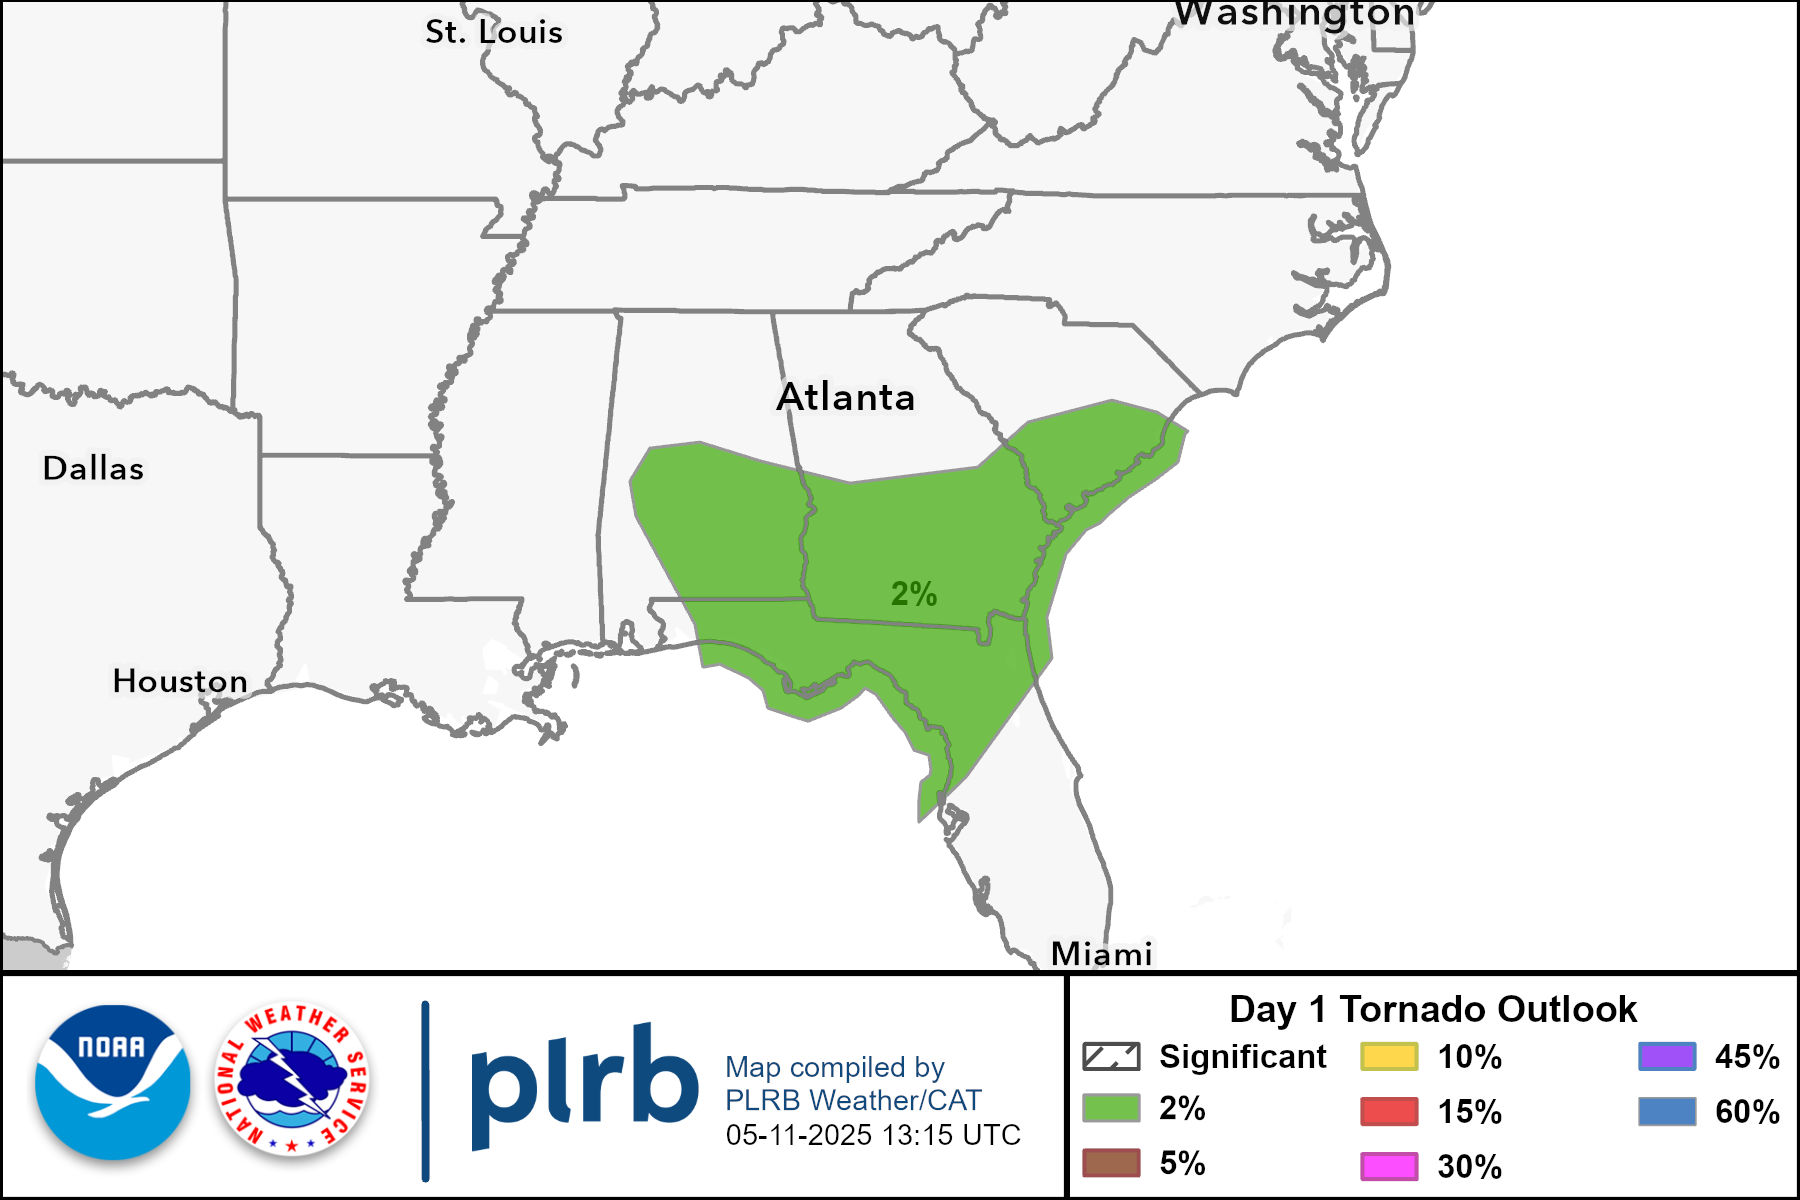 Washington
St. Louis
Atlanta
Dallas
2%
Houston
Miami
NOAA
NATIONAL WEATHER SERVICE
plrb
Map compiled by
PLRB Weather/CAT
05-11-2025 13:15 UTC
Day 1 Tornado Outlook
Significant
10%
45%
2%
15%
60%
5%
30%